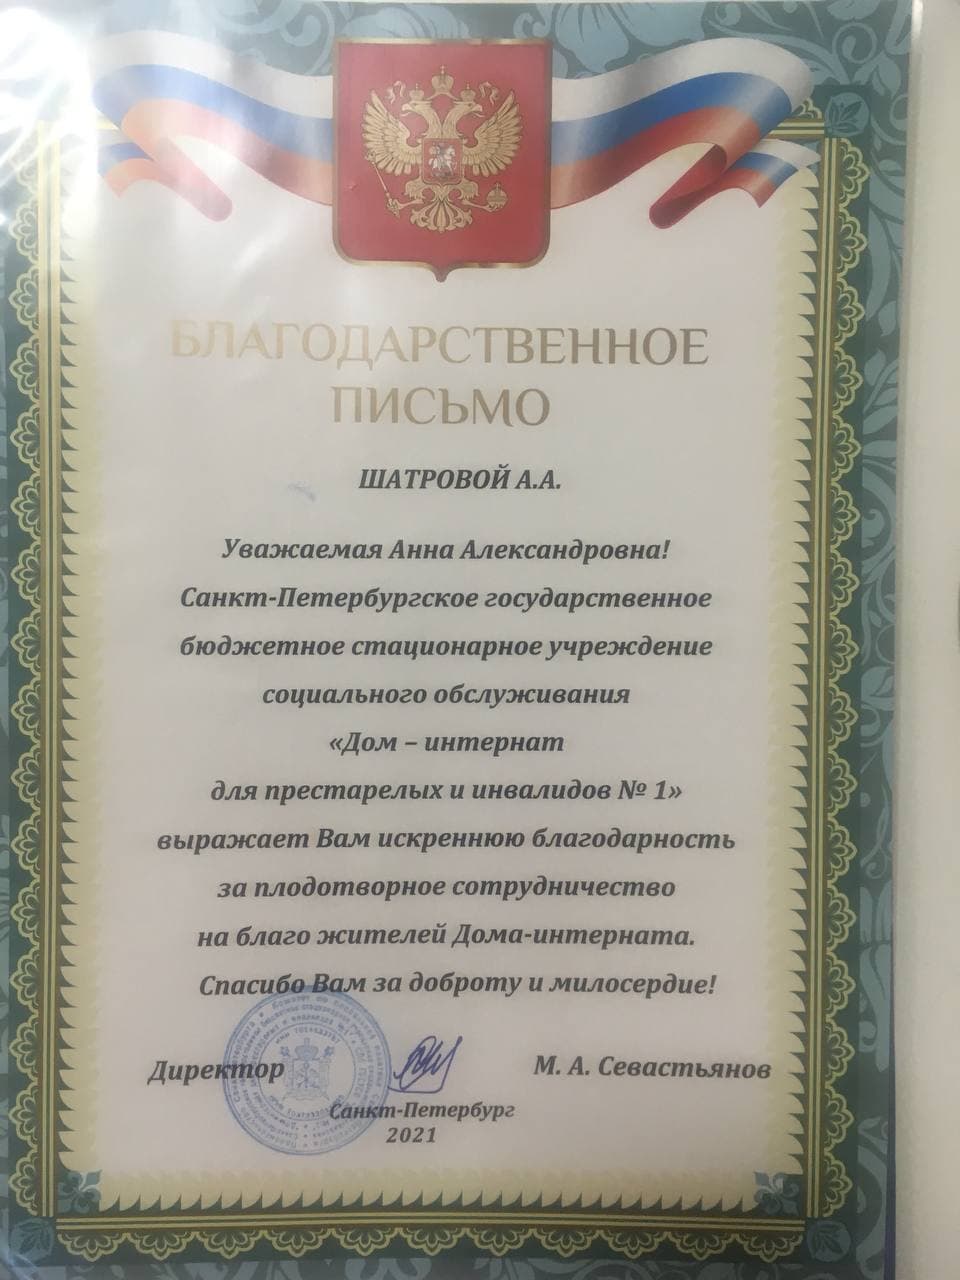 БЛАГОДАРСТВЕННОЕ
ПИСЬМО
ШАТРОВОЙ А.А.
Уважаемая Анна Александровна!
Санкт-Петербургское государственное
бюджетное стационарное учреждение
социального обслуживания
«Дом – интернат
для престарелых и инвалидов № 1»
выражает Вам искреннюю благодарность
за плодотворное сотрудничество
на благо жителей Дома-интерната.
Спасибо Вам за доброту и милосердие!
Директор М. А. Севастьянов
Санкт-Петербург
2021